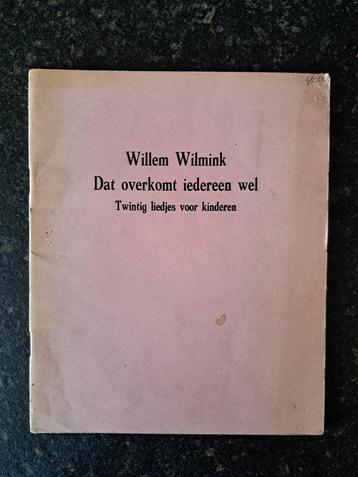 Willem Wilmink
Dat overkomt iedereen wel
Twintig liedjes voor kinderen